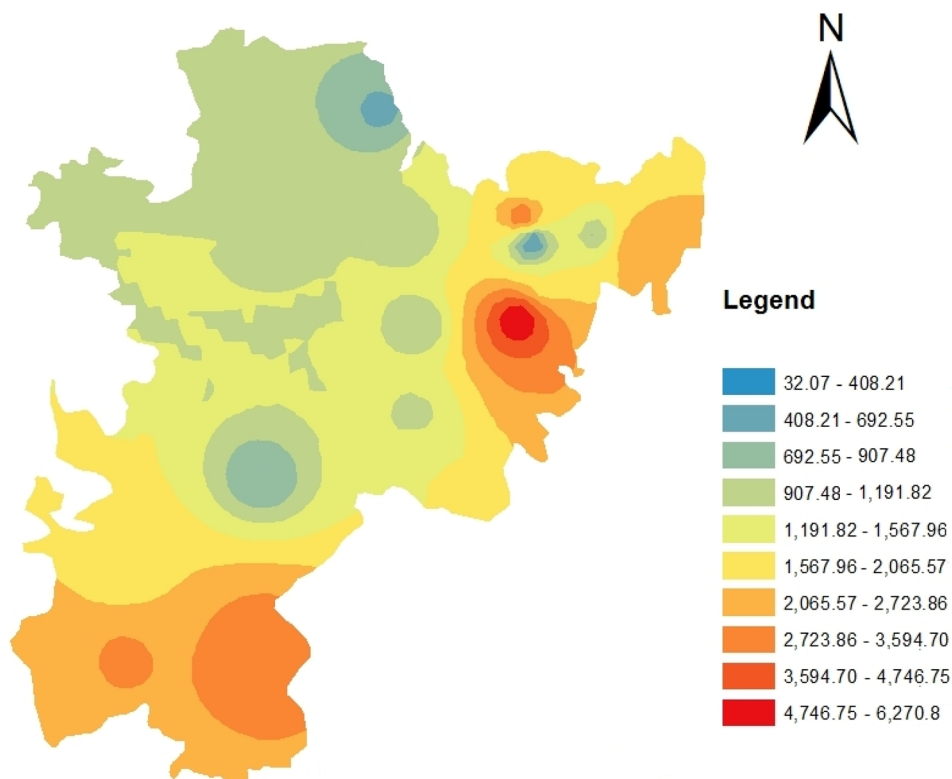 N
Legend
32.07 - 408.21
408.21 - 692.55
692.55 - 907.48
907.48 - 1,191.82
1,191.82 - 1,567.96
1,567.96 - 2,065.57
2,065.57 - 2,723.86
2,723.86 - 3,594.70
3,594.70 - 4,746.75
4,746.75 - 6,270.8